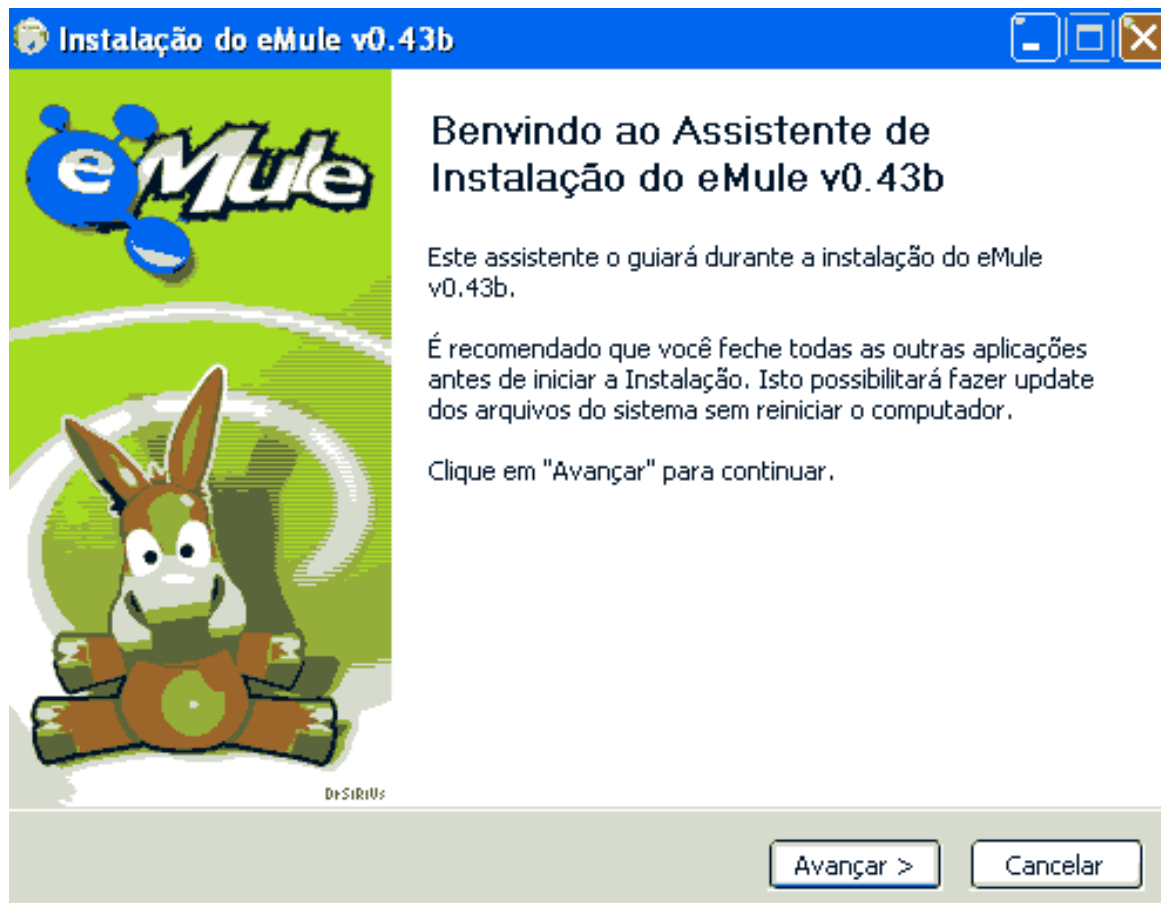 Instalação do eMule v0.43b
eMule
Benvindo ao Assistente de
Instalação do eMule v0.43b
Este assistente o guiará durante a instalação do eMule
v0.43b.
É recomendado que você feche todas as outras aplicações
antes de iniciar a Instalação. Isto possibilitará fazer update
dos arquivos do sistema sem reiniciar o computador.
Clique em "Avançar" para continuar.
DrSiRiUs
Avançar >
Cancelar